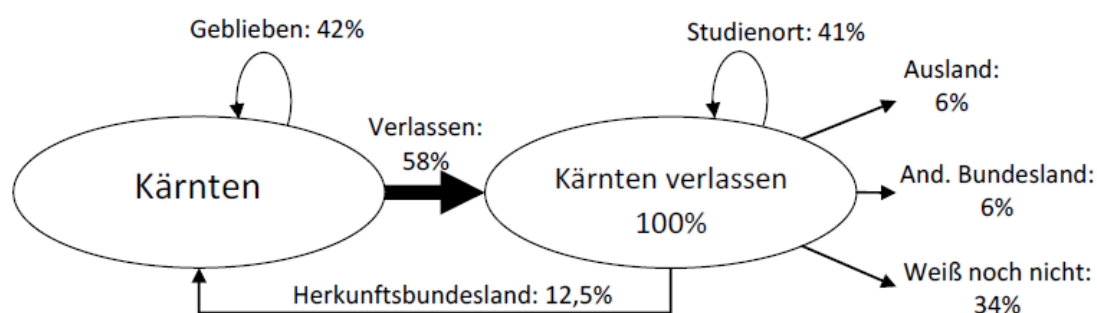 Geblieben: 42%
Studienort: 41%
Ausland:
6%
Verlassen:
58%
Kärnten
Kärnten verlassen
100%
And. Bundesland:
6%
Herkunftsbundesland: 12,5%
Weiß noch nicht:
34%